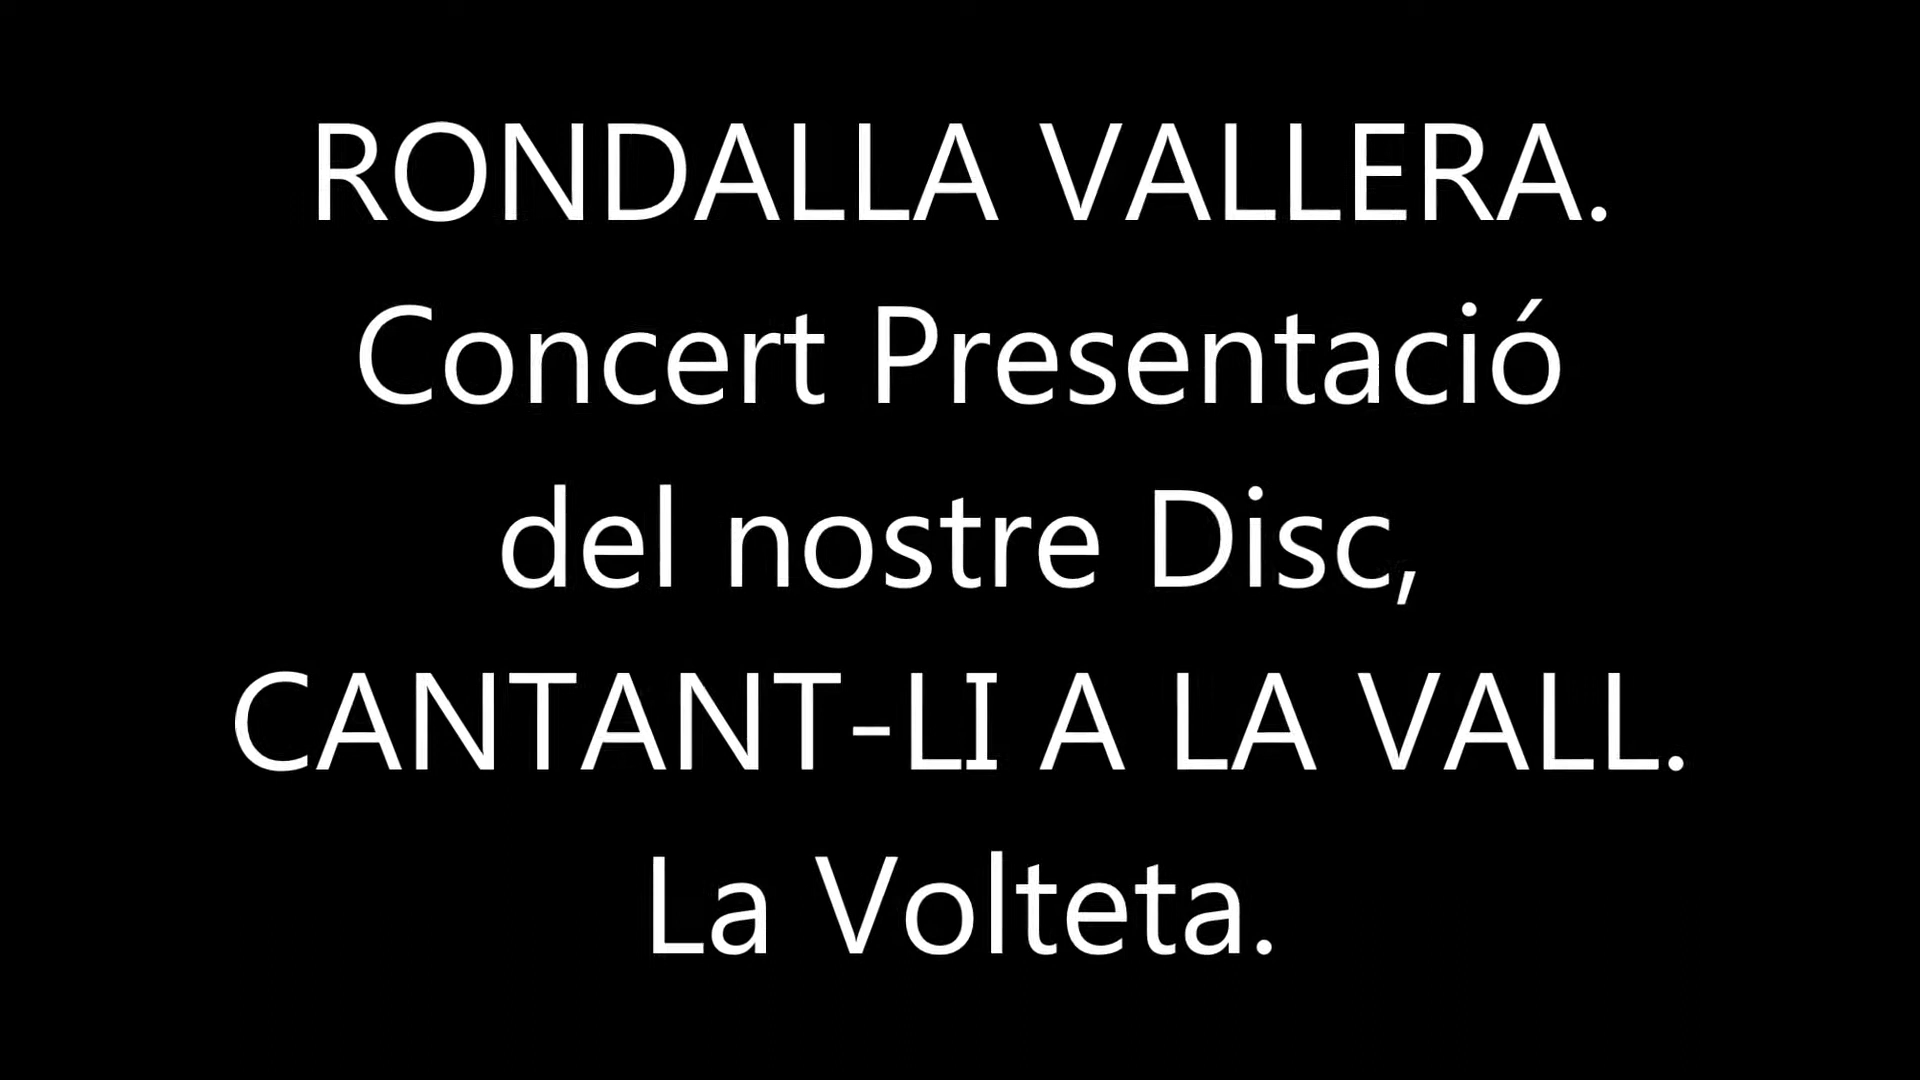 RONDALLA VALLERA.
Concert Presentació
del nostre Disc,
CANTANT-LI A LA VALL.
La Volteta.